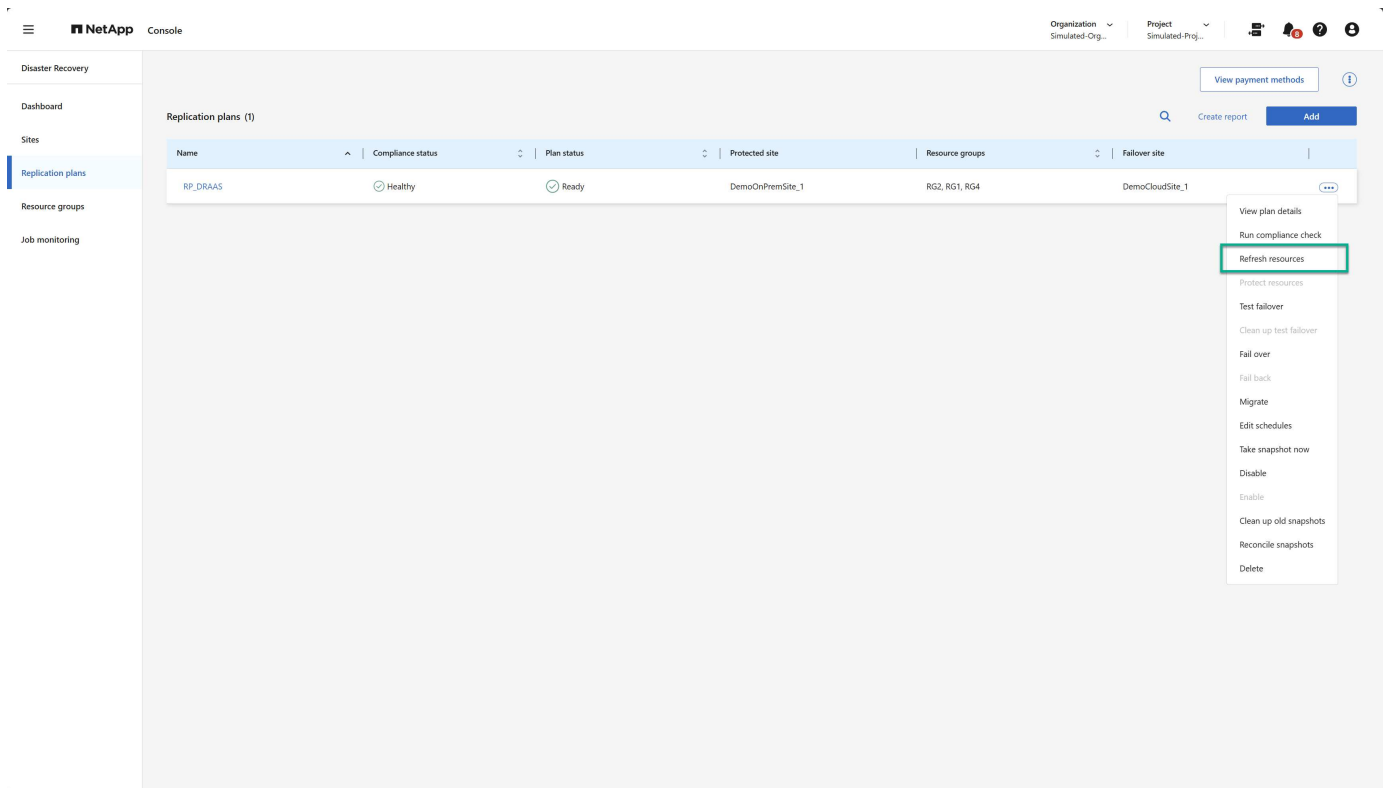 NetApp Console
Organization
Simulated-Org...
Project
Simulated-Proj...
8
?
Disaster Recovery
Dashboard
Sites
Replication plans
Resource groups
Job monitoring
View payment methods
Replication plans (1)
Create report
Add
Name
Compliance status
Plan status
Protected site
Resource groups
Failover site
RP_DRAAS
Healthy
Ready
DemoOnPremSite_1
RG2, RG1, RG4
DemoCloudSite_1
View plan details
Run compliance check
Refresh resources
Protect resources
Test failover
Clean up test failover
Fail over
Fail back
Migrate
Edit schedules
Take snapshot now
Disable
Enable
Clean up old snapshots
Reconcile snapshots
Delete